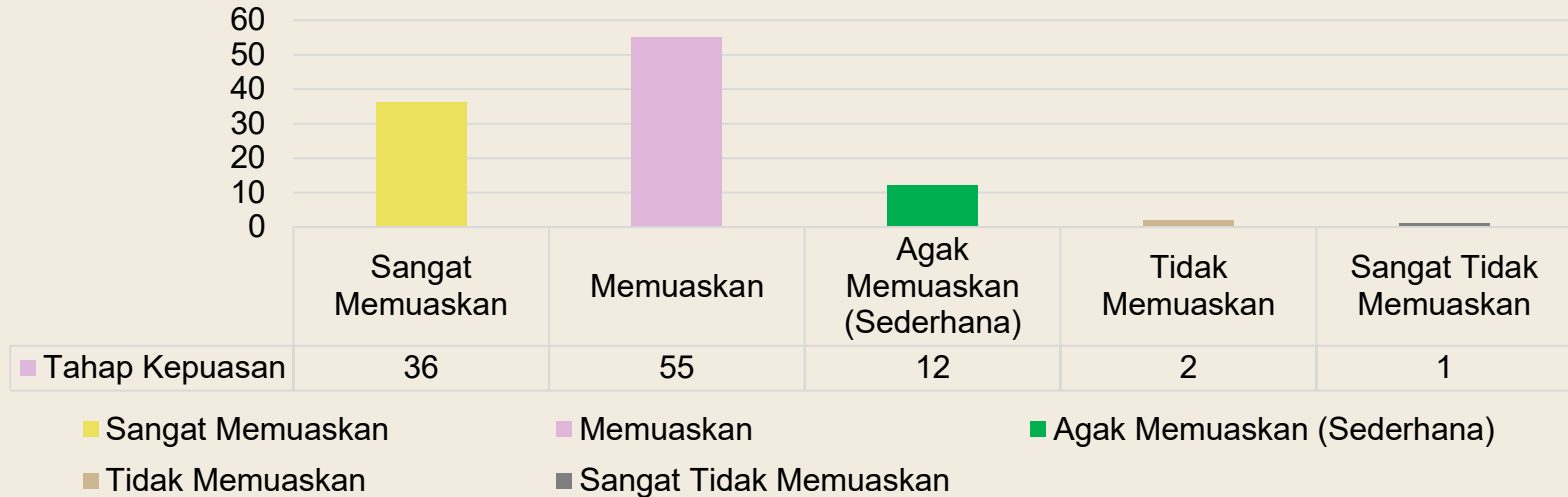 60
50
40
30
20
10
0
Sangat
Memuaskan
Memuaskan
Agak
Memuaskan
(Sederhana)
Tidak
Memuaskan
Sangat Tidak
Memuaskan
Tahap Kepuasan 36 55 12 2 1
Sangat Memuaskan Memuaskan Agak Memuaskan (Sederhana)
Tidak Memuaskan Sangat Tidak Memuaskan